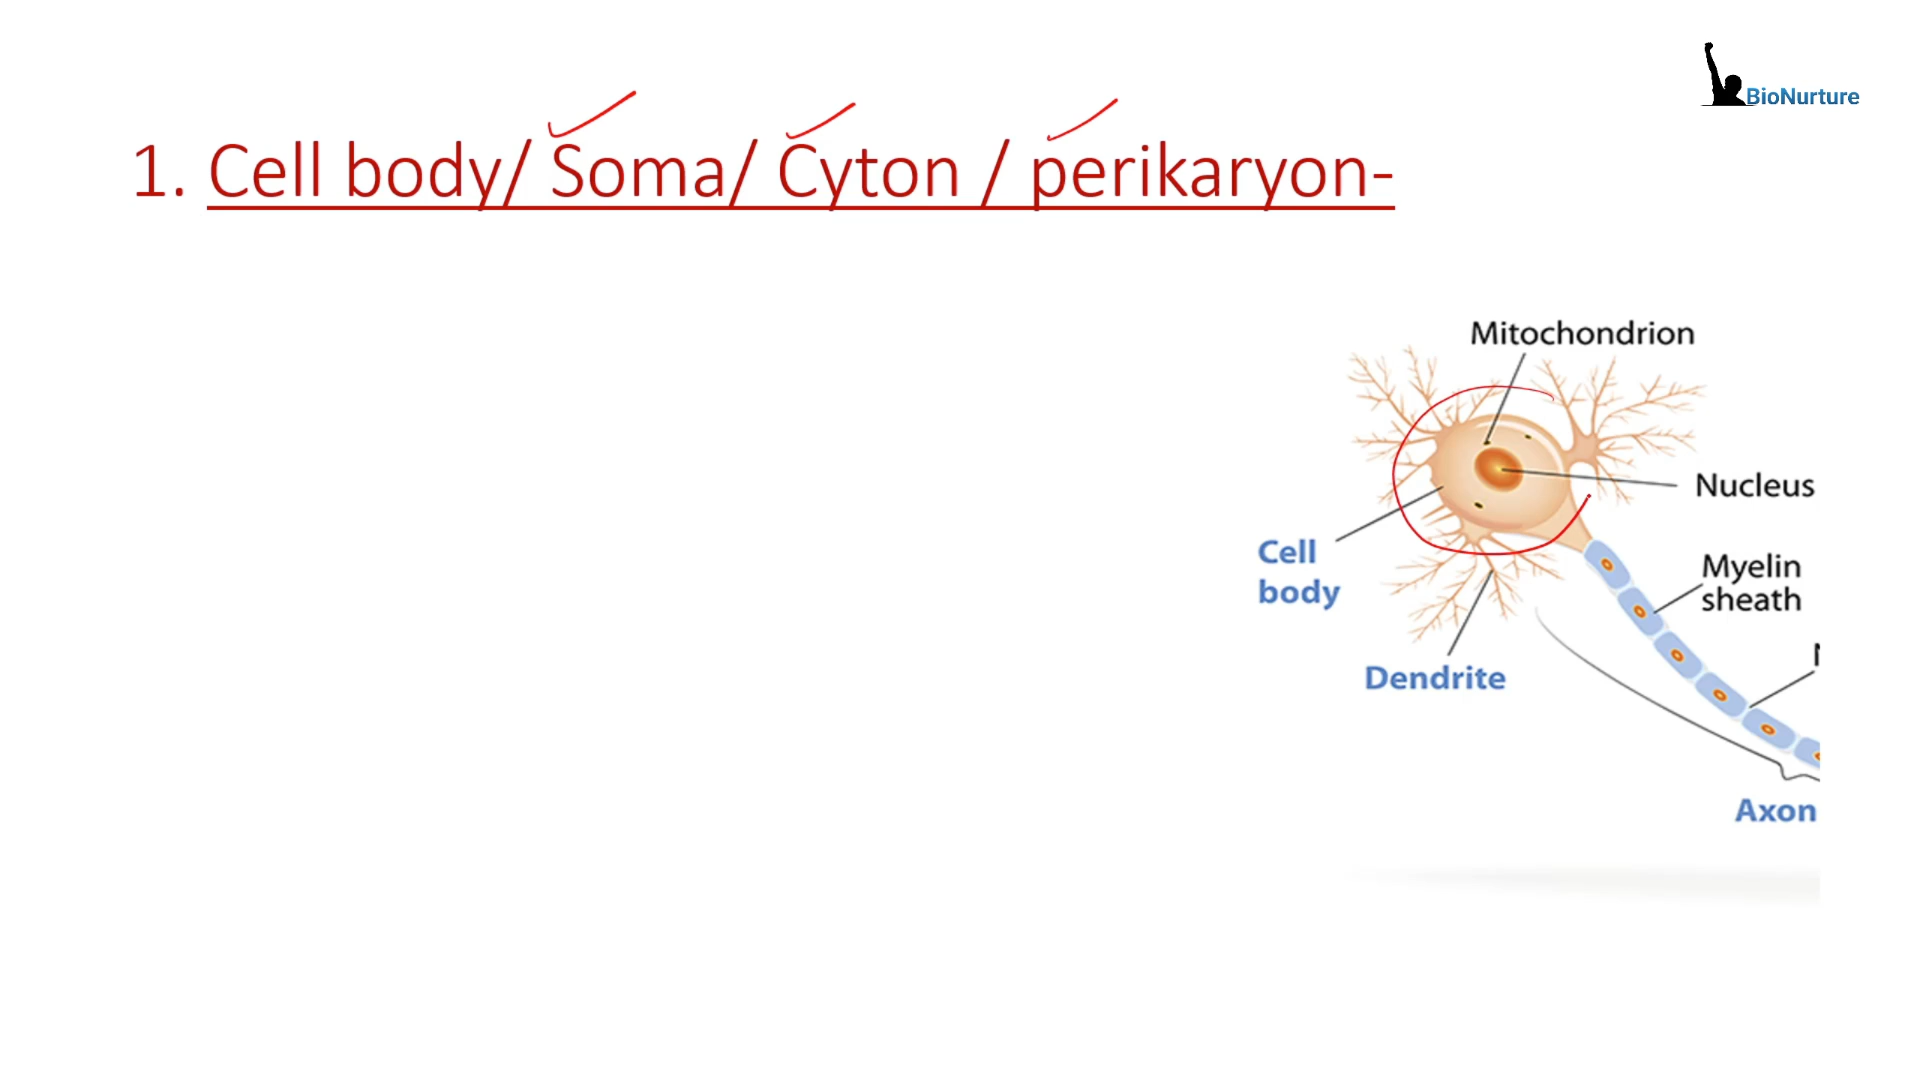 BioNurture
1. Cell body/ Soma/ Cyton / perikaryon-
Mitochondrion
Nucleus
Cell
body
Myelin
sheath
Dendrite
Axon